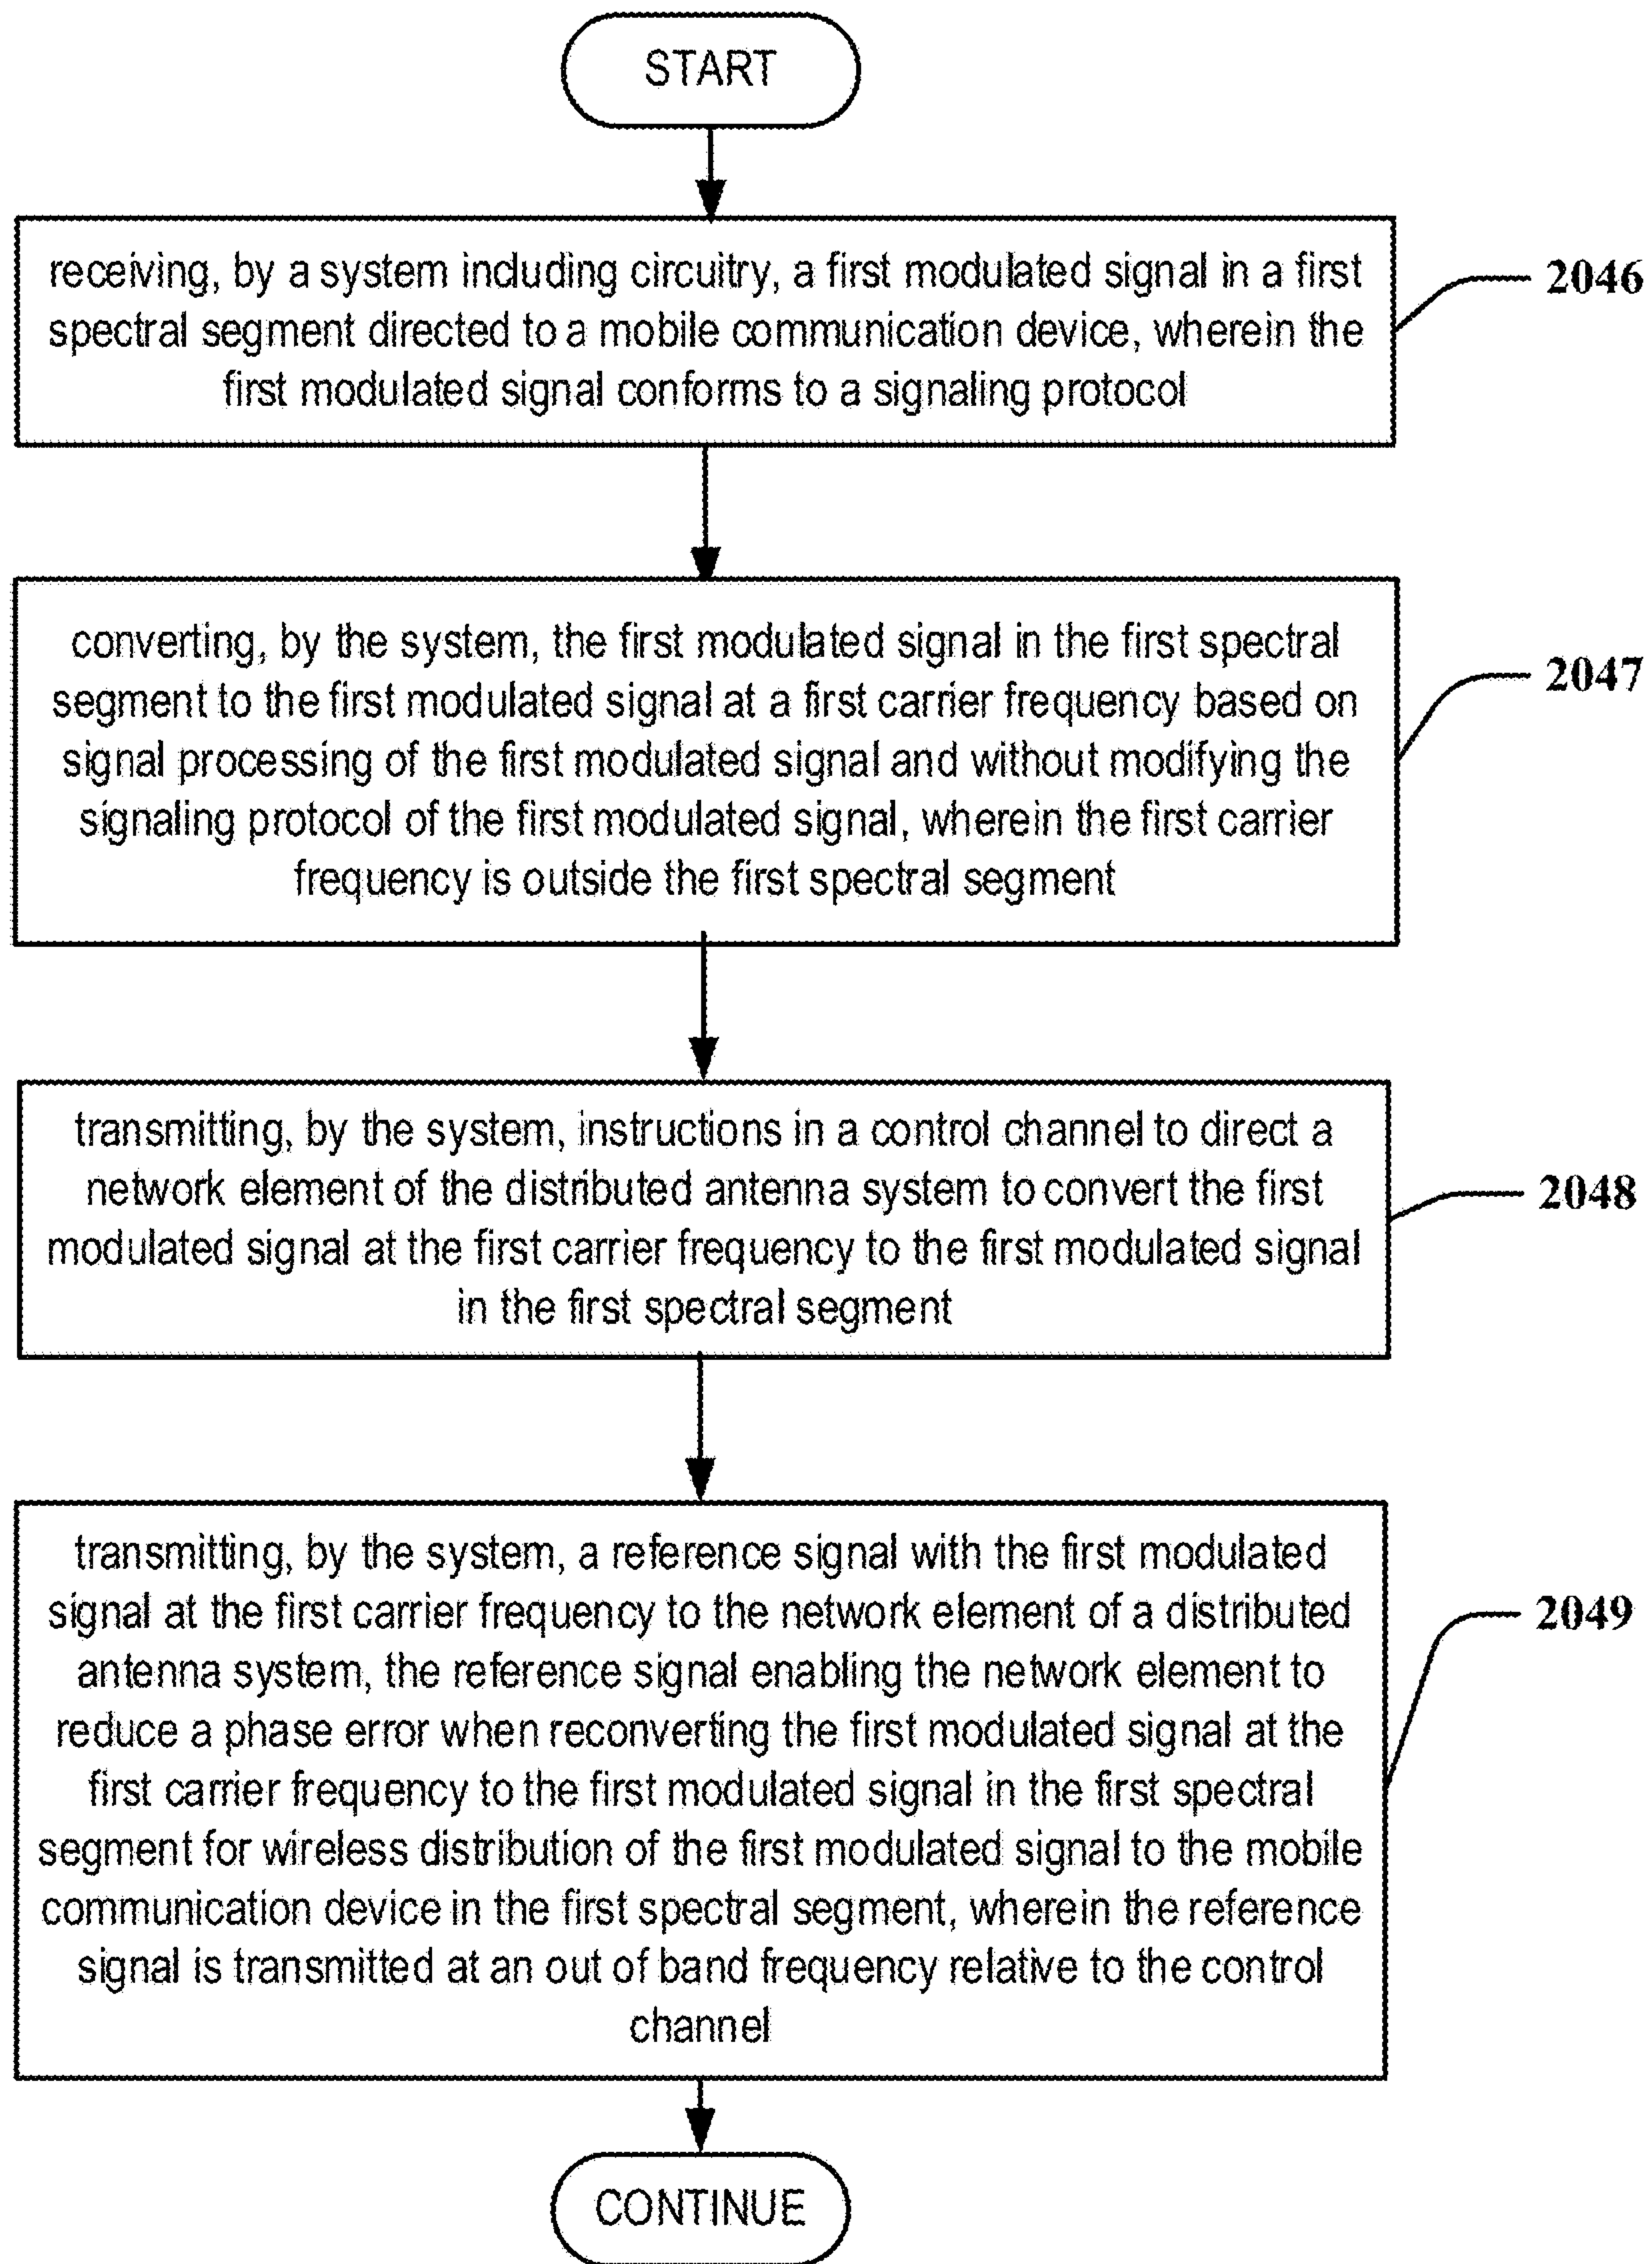 START
receiving, by a system including circuitry, a first modulated signal in a first
spectral segment directed to a mobile communication device, wherein the
first modulated signal conforms to a signaling protocol
2046
converting, by the system, the first modulated signal in the first spectral
segment to the first modulated signal at a first carrier frequency based on
signal processing of the first modulated signal and without modifying the
signaling protocol of the first modulated signal, wherein the first carrier
frequency is outside the first spectral segment
2047
transmitting, by the system, instructions in a control channel to direct a
network element of the distributed antenna system to convert the first
modulated signal at the first carrier frequency to the first modulated signal
in the first spectral segment
2048
transmitting, by the system, a reference signal with the first modulated
signal at the first carrier frequency to the network element of a distributed
antenna system, the reference signal enabling the network element to
reduce a phase error when reconverting the first modulated signal at the
first carrier frequency to the first modulated signal in the first spectral
segment for wireless distribution of the first modulated signal to the mobile
communication device in the first spectral segment, wherein the reference
signal is transmitted at an out of band frequency relative to the control
channel
2049
CONTINUE